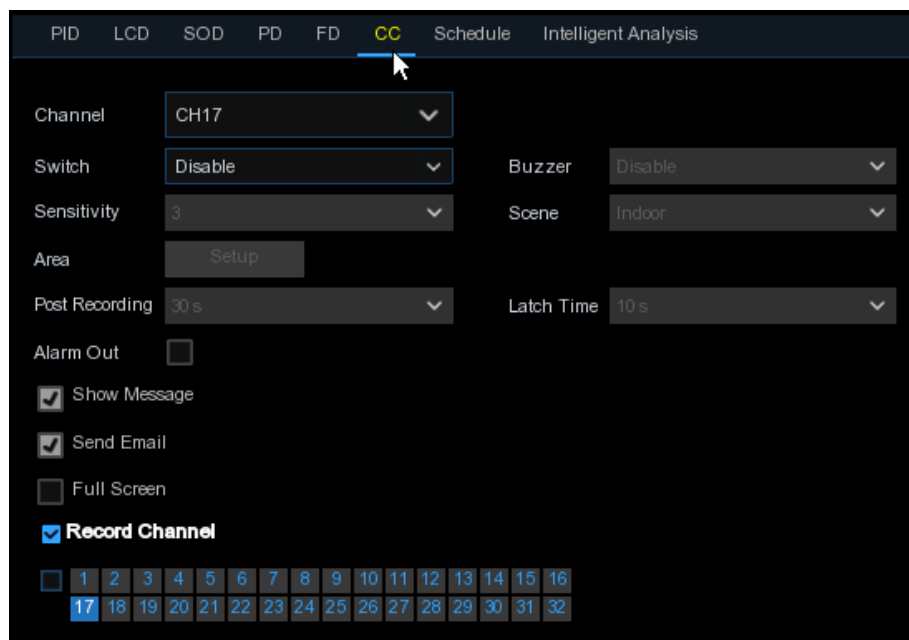 PID LCD SOD PD FD CC Schedule Intelligent Analysis
Channel CH17
Switch Disable Buzzer Disable
Sensitivity 3 Scene Indoor
Area Setup
Post Recording 30 s Latch Time 10 s
Alarm Out
Show Message
Send Email
Full Screen
Record Channel
1 2 3 4 5 6 7 8 9 10 11 12 13 14 15 16
17 18 19 20 21 22 23 24 25 26 27 28 29 30 31 32